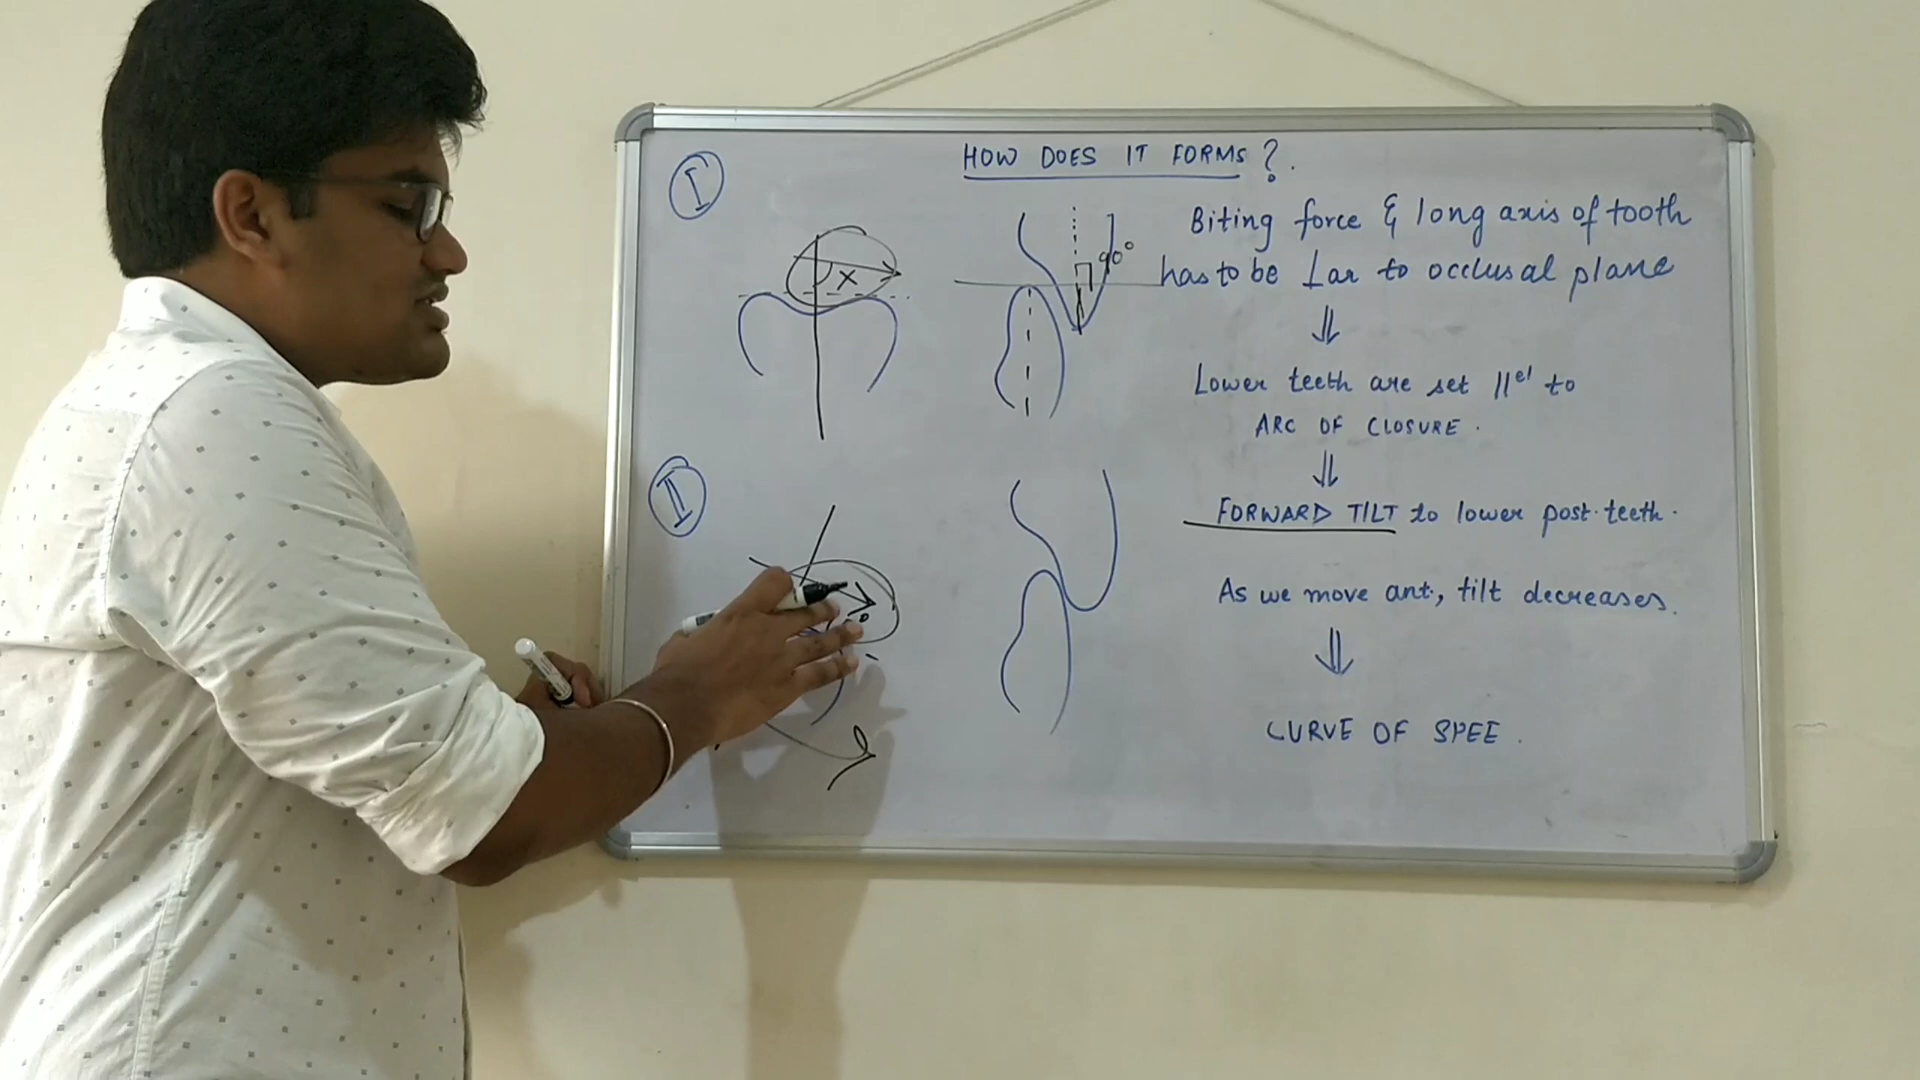 HOW DOES IT FORMS ?.
I
X
90°
Biting force & long axis of tooth
has to be ⊥ar to occlusal plane
⇓
Lower teeth are set ||el to
ARC OF CLOSURE .
⇓
II
FORWARD TILT to lower post. teeth.
As we move ant., tilt decreases.
⇓
CURVE OF SPEE .